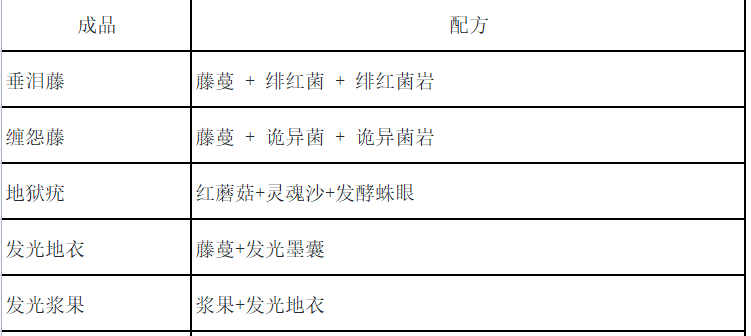 成品 配方
垂泪藤 藤蔓 + 绯红菌 + 绯红菌岩
缠怨藤 藤蔓 + 诡异菌 + 诡异菌岩
地狱疣 红蘑菇+灵魂沙+发酵蛛眼
发光地衣 藤蔓+发光墨囊
发光浆果 浆果+发光地衣